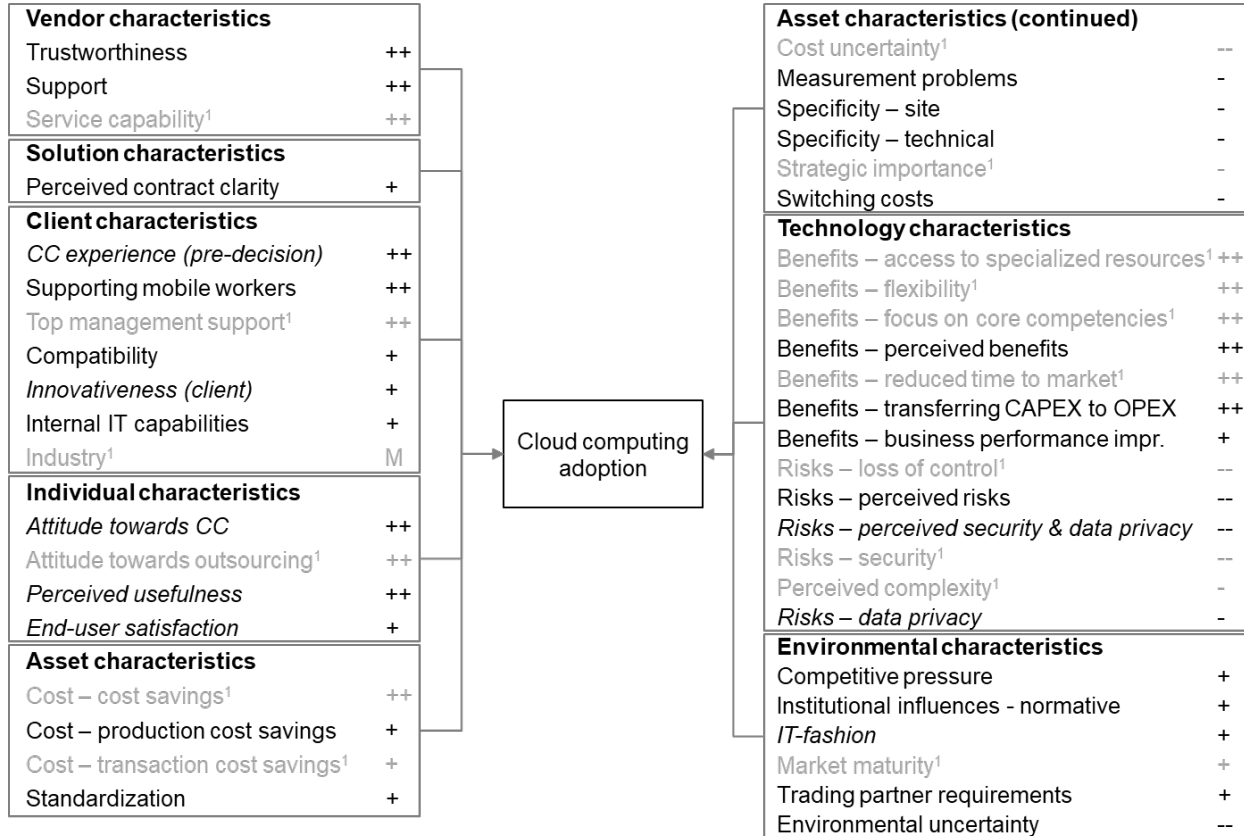 Vendor characteristics
Trustworthiness ++
Support ++
Service capability¹ ++
Solution characteristics
Perceived contract clarity +
Client characteristics
CC experience (pre-decision) ++
Supporting mobile workers ++
Top management support¹ ++
Compatibility +
Innovativeness (client) +
Internal IT capabilities +
Industry¹ M
Individual characteristics
Attitude towards CC ++
Attitude towards outsourcing¹ ++
Perceived usefulness ++
End-user satisfaction +
Asset characteristics
Cost – cost savings¹ ++
Cost – production cost savings +
Cost – transaction cost savings¹ +
Standardization +
Cloud computing
adoption
Asset characteristics (continued)
Cost uncertainty¹ --
Measurement problems -
Specificity – site -
Specificity – technical -
Strategic importance¹ -
Switching costs -
Technology characteristics
Benefits – access to specialized resources¹ ++
Benefits – flexibility¹ ++
Benefits – focus on core competencies¹ ++
Benefits – perceived benefits ++
Benefits – reduced time to market¹ ++
Benefits – transferring CAPEX to OPEX ++
Benefits – business performance impr. +
Risks – loss of control¹ --
Risks – perceived risks --
Risks – perceived security & data privacy --
Risks – security¹ --
Perceived complexity¹ -
Risks – data privacy -
Environmental characteristics
Competitive pressure +
Institutional influences - normative +
IT-fashion +
Market maturity¹ +
Trading partner requirements +
Environmental uncertainty --